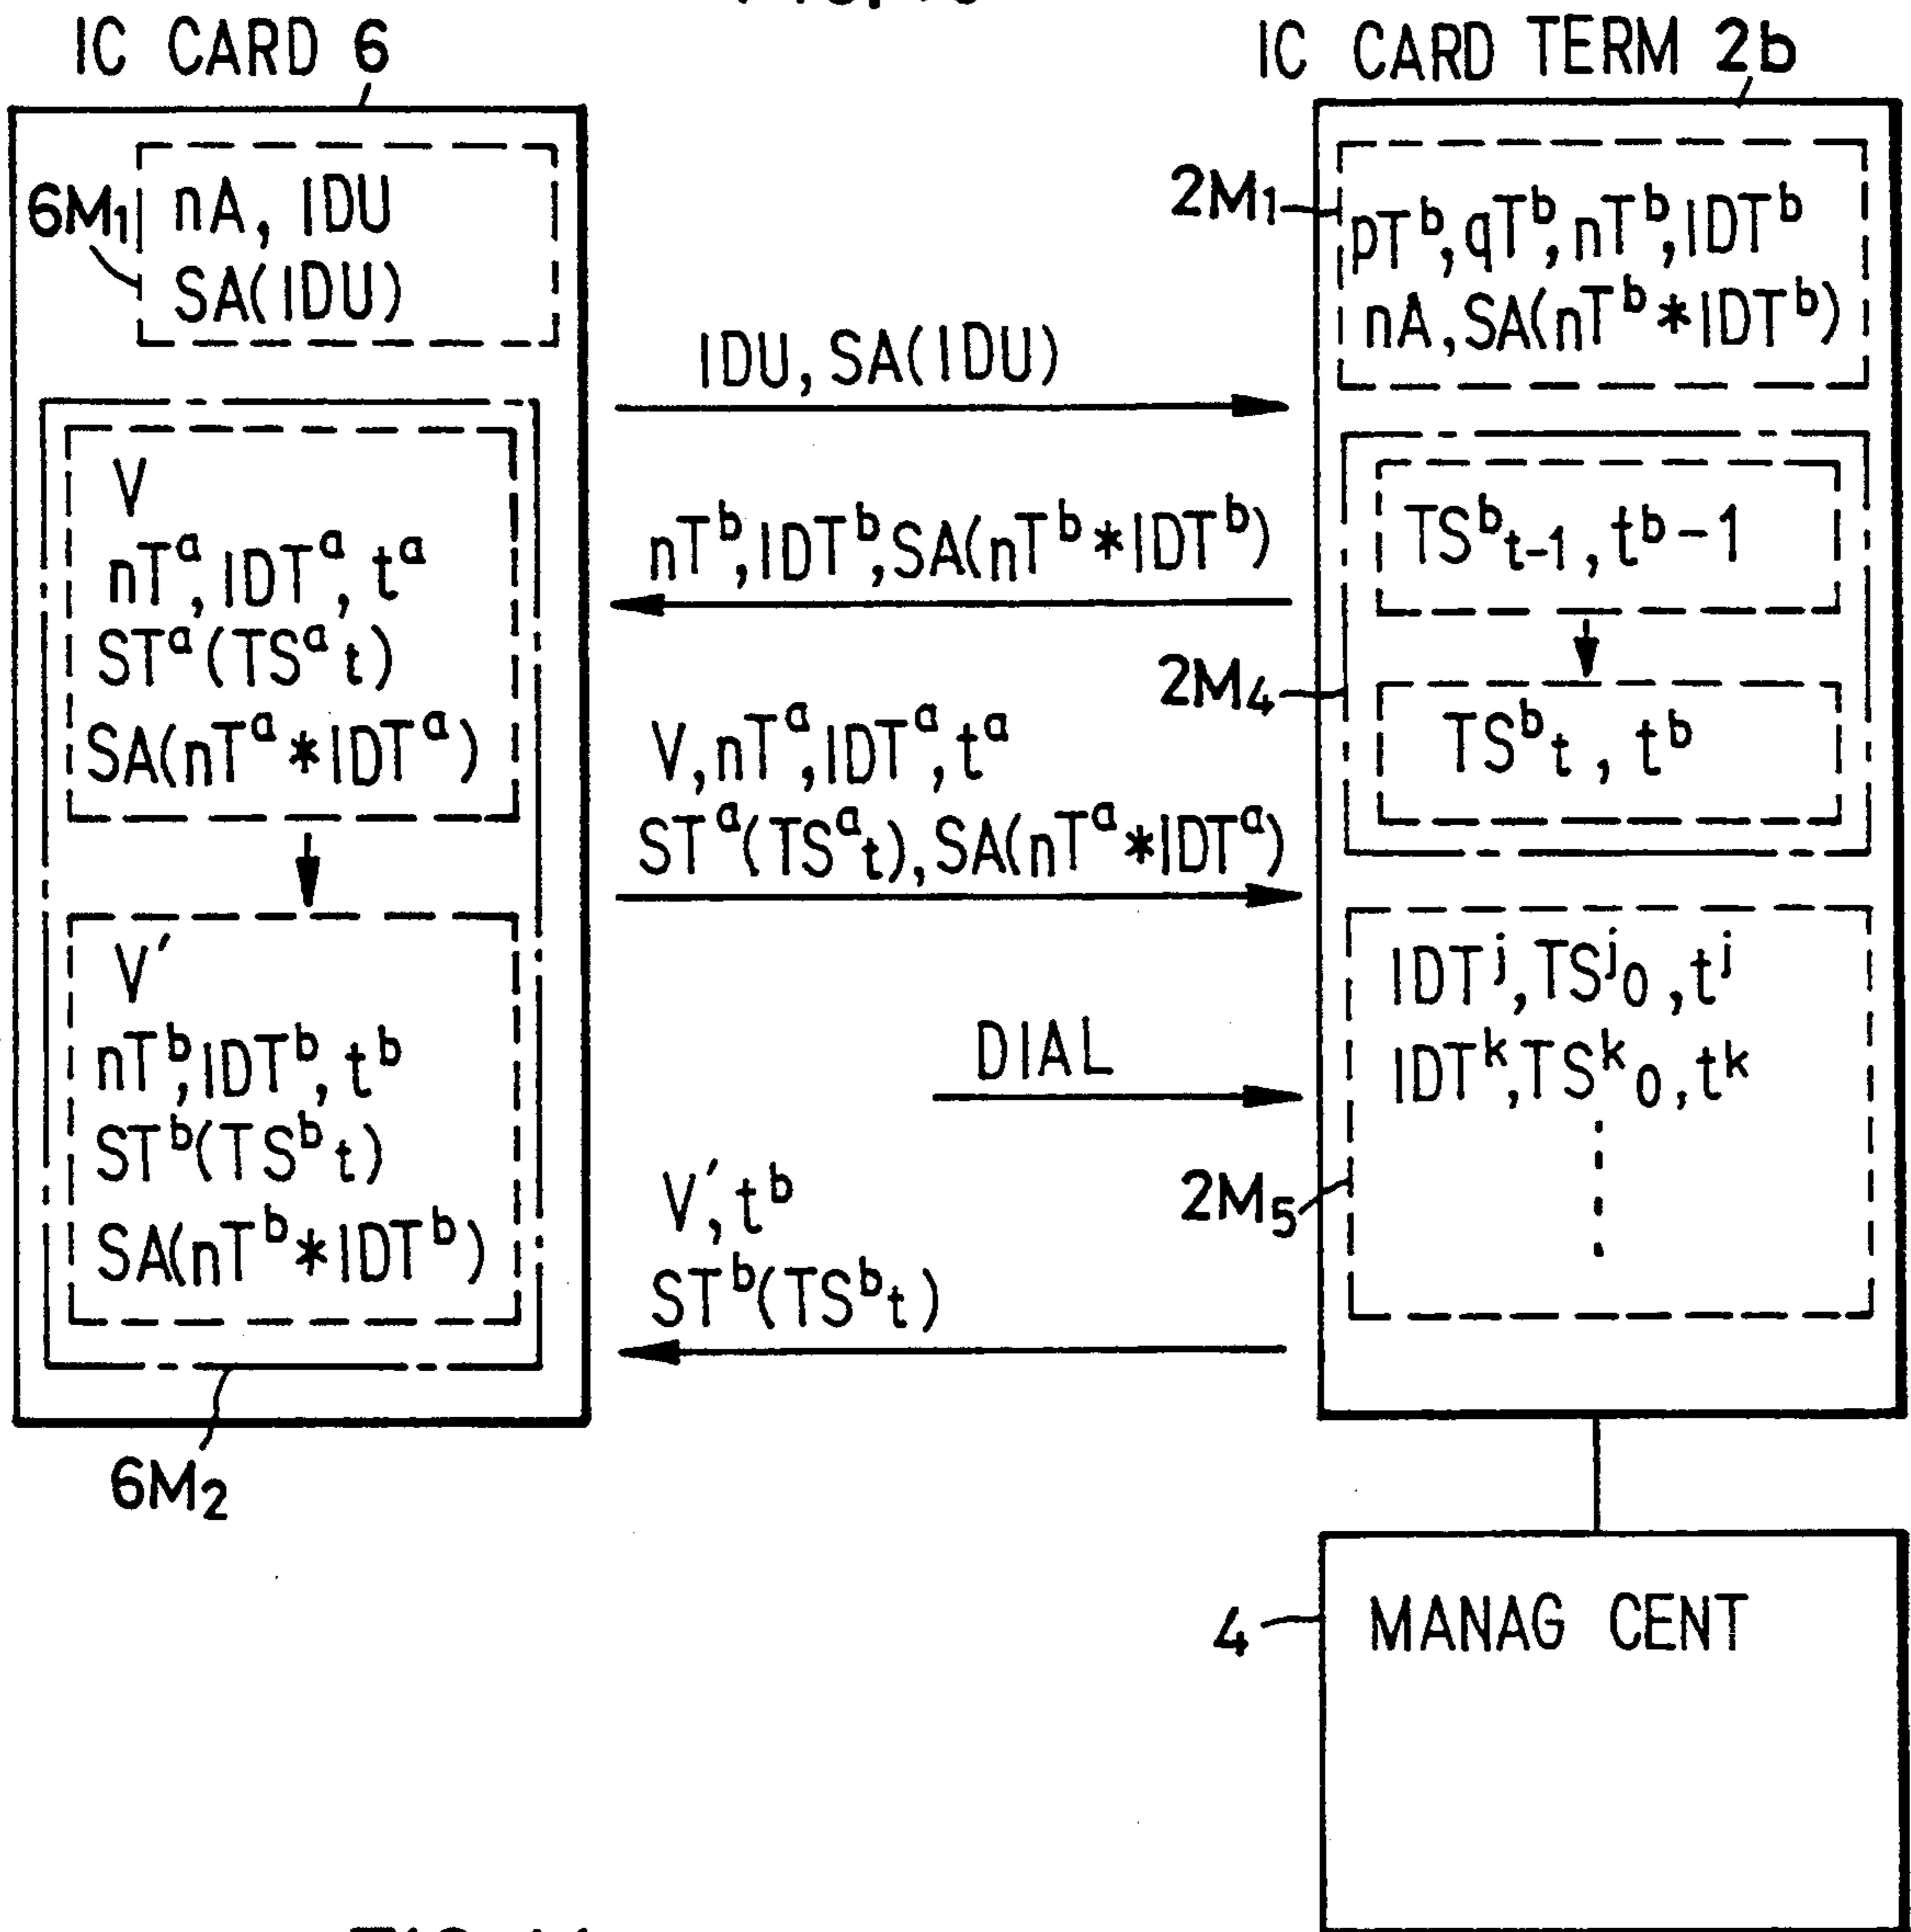 IC CARD 6
IC CARD TERM 2b
6M₁
nA, IDU
SA(IDU)
2M₁
pTᵇ, qTᵇ, nTᵇ, IDTᵇ
nA, SA(nTᵇ*IDTᵇ)
IDU, SA(IDU)
V
nTᵃ, IDTᵃ, tᵃ
STᵃ(TSᵃt)
SA(nTᵃ*IDTᵃ)
nTᵇ, IDTᵇ, SA(nTᵇ*IDTᵇ)
TSᵇt-1, tᵇ-1
2M₄
TSᵇt, tᵇ
V, nTᵃ, IDTᵃ, tᵃ
STᵃ(TSᵃt), SA(nTᵃ*IDTᵃ)
V′
nTᵇ, IDTᵇ, tᵇ
STᵇ(TSᵇt)
SA(nTᵇ*IDTᵇ)
6M₂
DIAL
IDTʲ, TSʲ0, tʲ
IDTᵏ, TSᵏ0, tᵏ
2M₅
V′, tᵇ
STᵇ(TSᵇt)
4
MANAG CENT